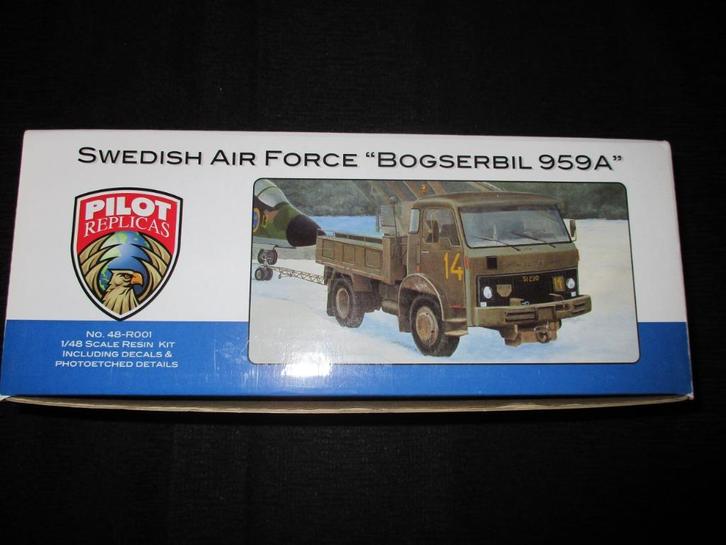 SWEDISH AIR FORCE "BOGSERBIL 959A"
PILOT
REPLICAS
NO. 48-R001
1/48 SCALE RESIN KIT
INCLUDING DECALS &
PHOTOETCHED DETAILS
14